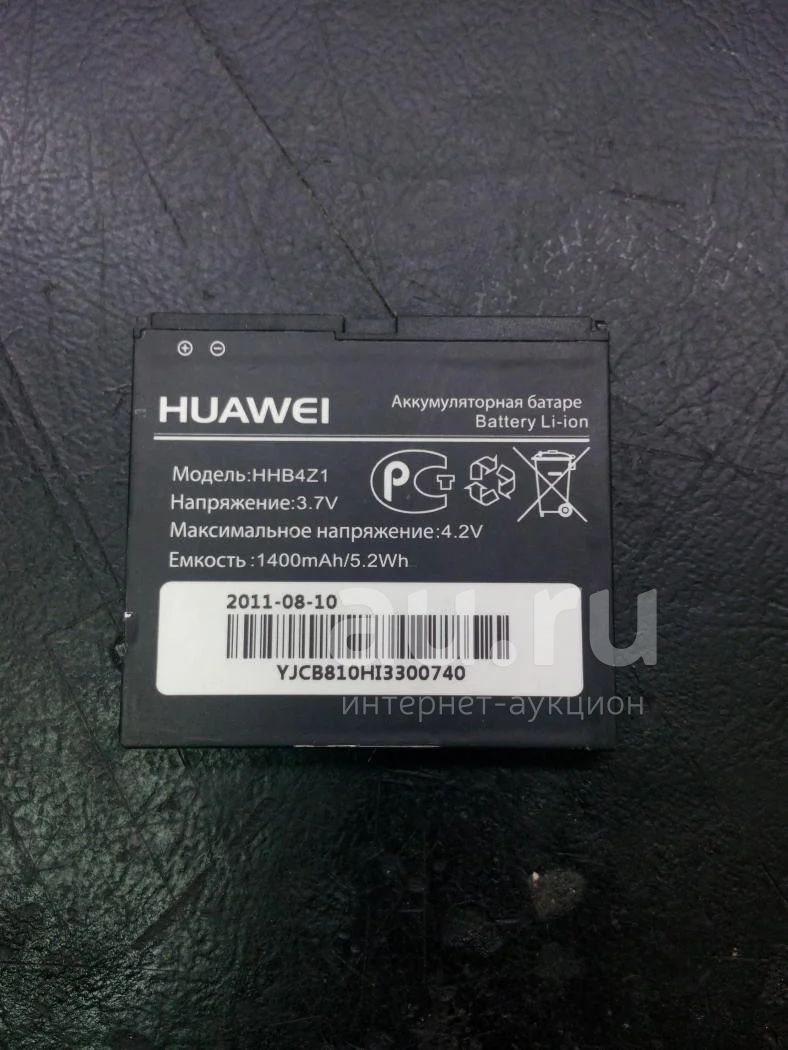 HUAWEI
Аккумуляторная батаре
Battery Li-ion
Модель:HHB4Z1
Напряжение:3.7V
Максимальное напряжение:4.2V
Емкость :1400mAh/5.2Wh
РСТ
2011-08-10
YJCB810HI3300740
au.ru
интернет-аукцион